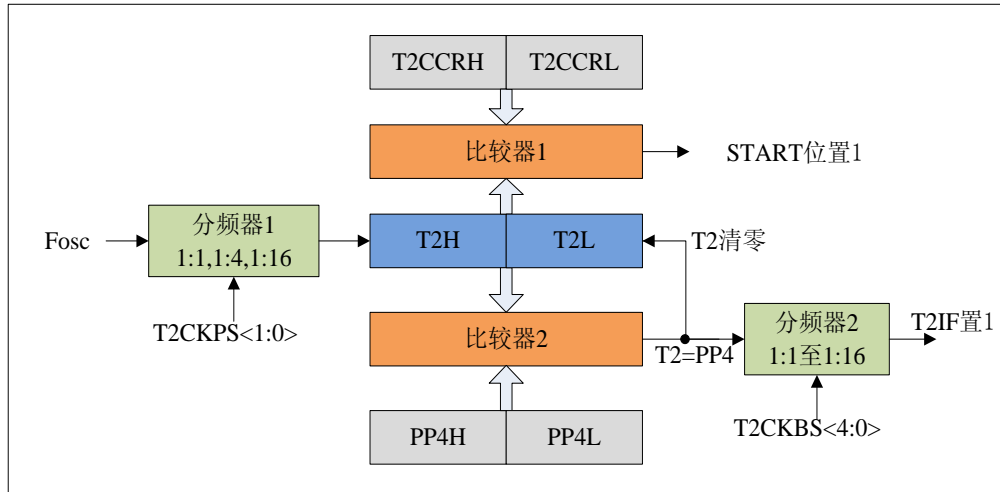 T2CCRH T2CCRL
比较器1
START位置1
Fosc
分频器1
1:1,1:4,1:16
T2H T2L
T2清零
T2CKPS<1:0>
比较器2
T2=PP4
分频器2
1:1至1:16
T2IF置1
PP4H PP4L
T2CKBS<4:0>